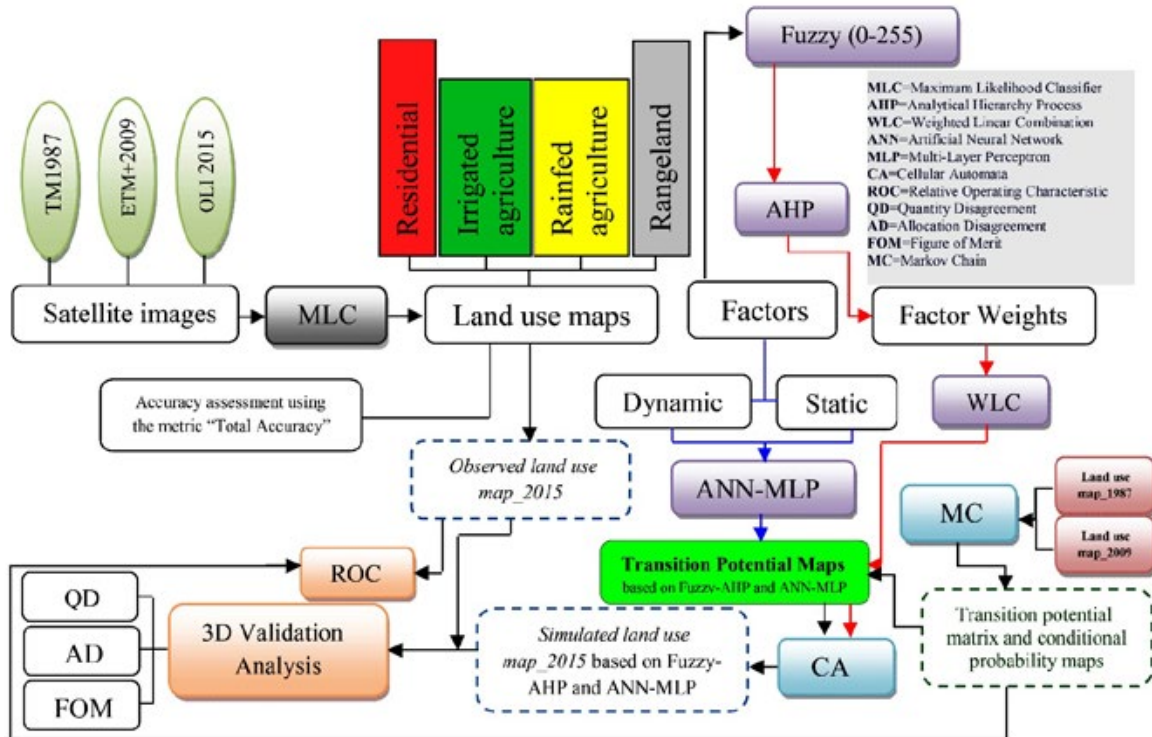 Fuzzy (0-255)
MLC=Maximum Likelihood Classifier
AHP=Analytical Hierarchy Process
WLC=Weighted Linear Combination
ANN=Artificial Neural Network
MLP=Multi-Layer Perceptron
CA=Cellular Automata
ROC=Relative Operating Characteristic
QD=Quantity Disagreement
AD=Allocation Disagreement
FOM=Figure of Merit
MC=Markov Chain
TM1987
ETM+2009
OLI 2015
Residential
Irrigated
agriculture
Rainfed
agriculture
Rangeland
AHP
Satellite images
MLC
Land use maps
Factors
Factor Weights
Accuracy assessment using
the metric “Total Accuracy”
Dynamic
Static
WLC
Observed land use
map_2015
ANN-MLP
MC
Land use
map_1987
Land use
map_2009
ROC
Transition Potential Maps
based on Fuzzy-AHP and ANN-MLP
QD
AD
FOM
3D Validation
Analysis
Simulated land use
map_2015 based on Fuzzy-
AHP and ANN-MLP
CA
Transition potential
matrix and conditional
probability maps